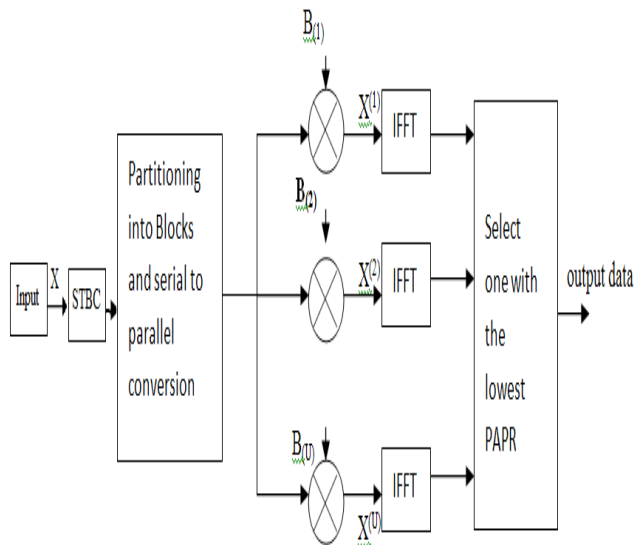 B(1)
X(1)
IFFT
Partitioning
into Blocks
and serial to
parallel
conversion
B(2)
Select
one with
the
lowest
PAPR
Input
X
STBC
X(2)
IFFT
output data
B(U)
IFFT
X(U)